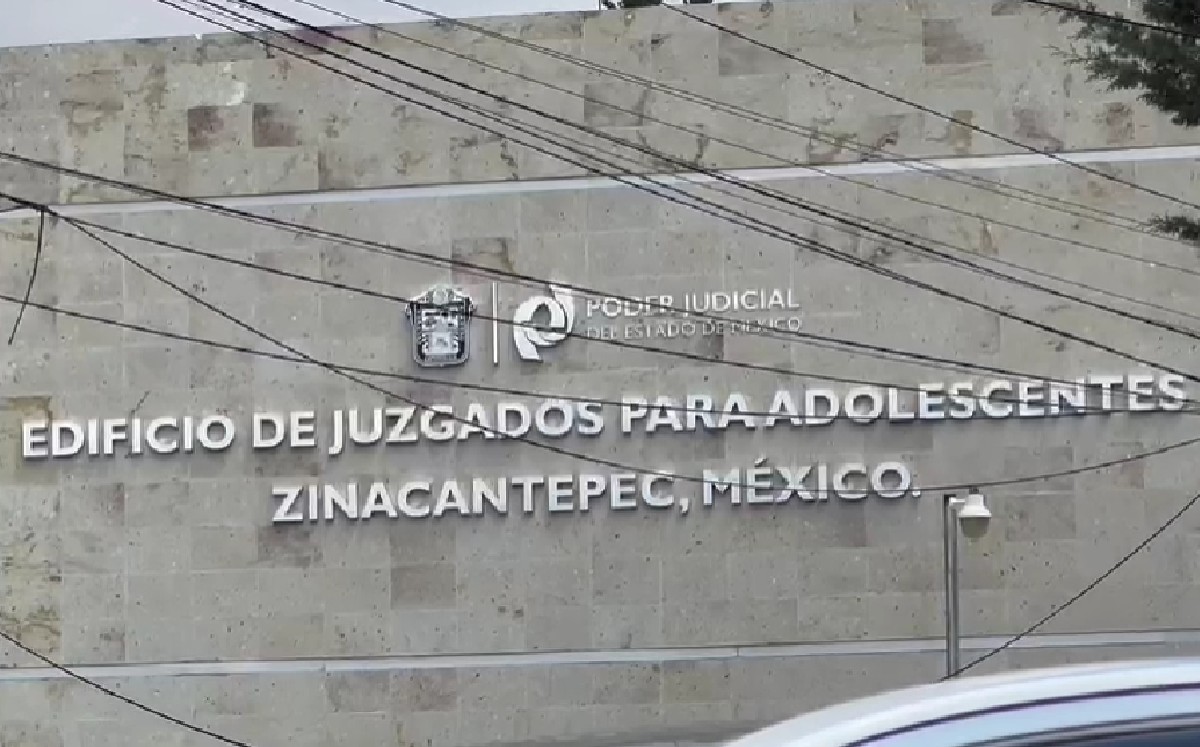 PODER JUDICIAL
DEL ESTADO DE MÉXICO
EDIFICIO DE JUZGADOS PARA ADOLESCENTES
ZINACANTEPEC, MÉXICO.